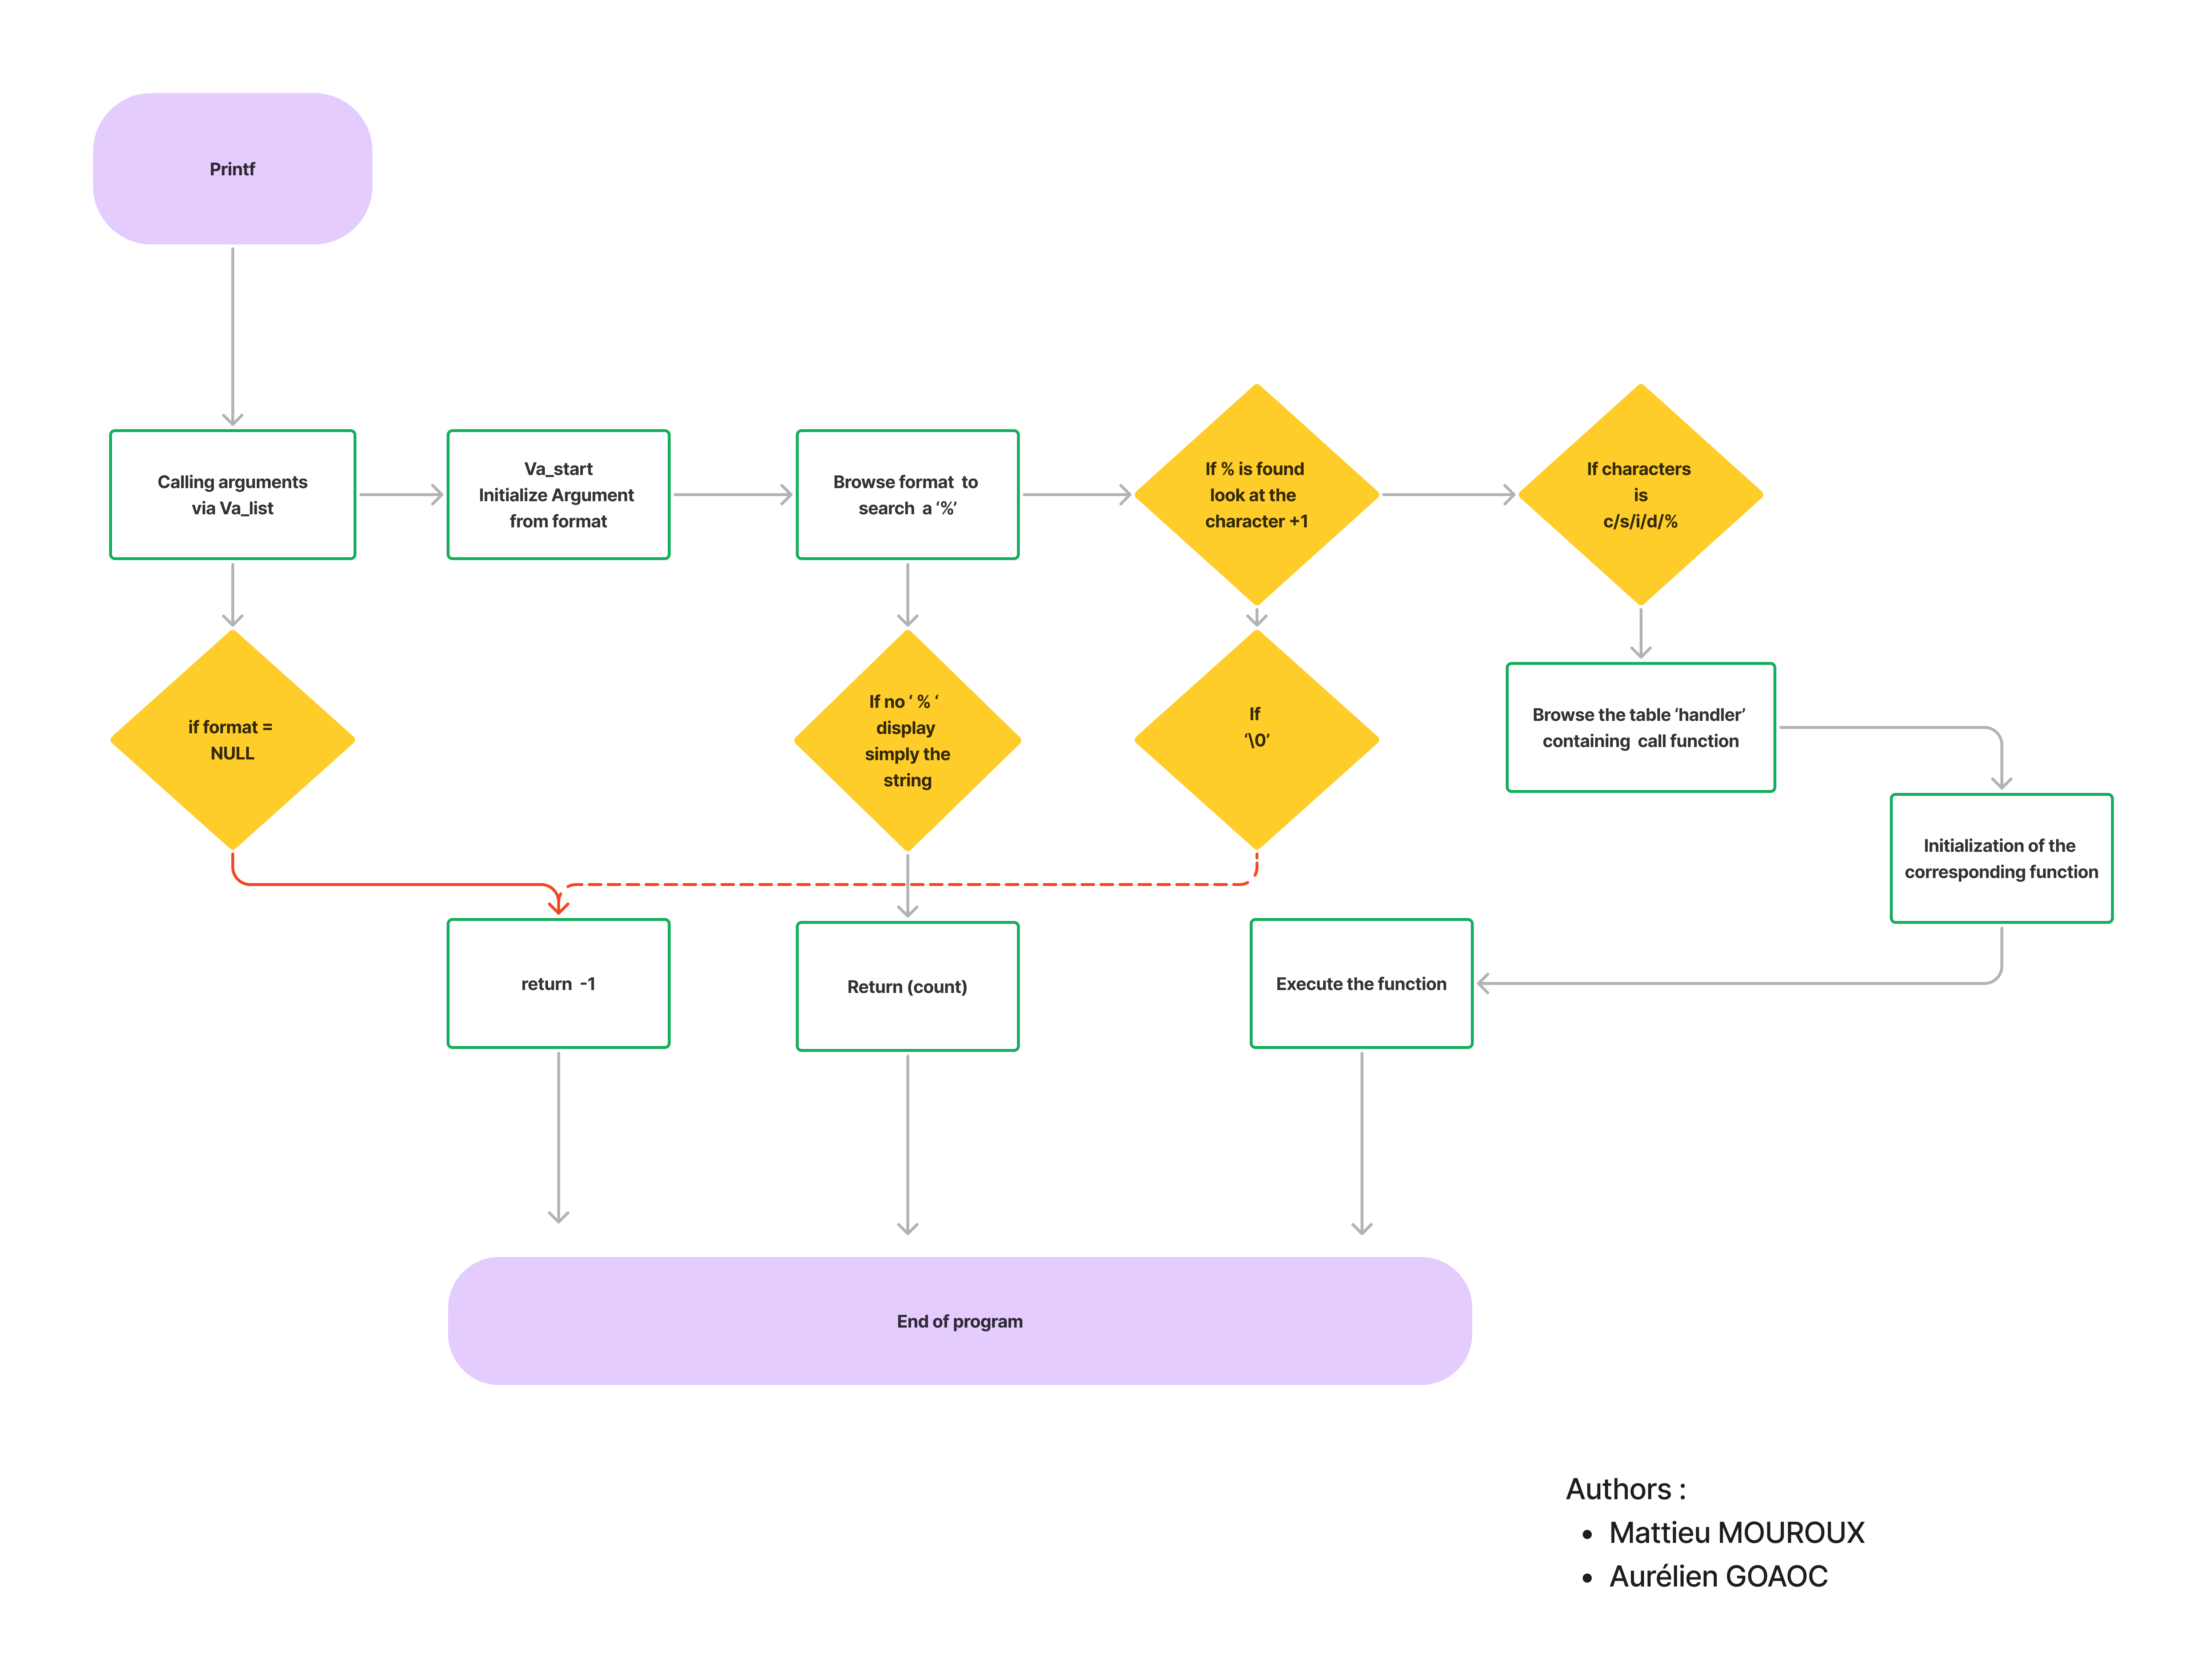 Printf
Calling arguments
via Va_list
Va_start
Initialize Argument
from format
Browse format to
search a ‘%’
If % is found
look at the
character +1
If characters
is
c/s/i/d/%
if format =
NULL
If no ‘ % ‘
display
simply the
string
If
‘\0’
Browse the table ‘handler’
containing call function
Initialization of the
corresponding function
return -1
Return (count)
Execute the function
End of program
Authors :
• Mattieu MOUROUX
• Aurélien GOAOC